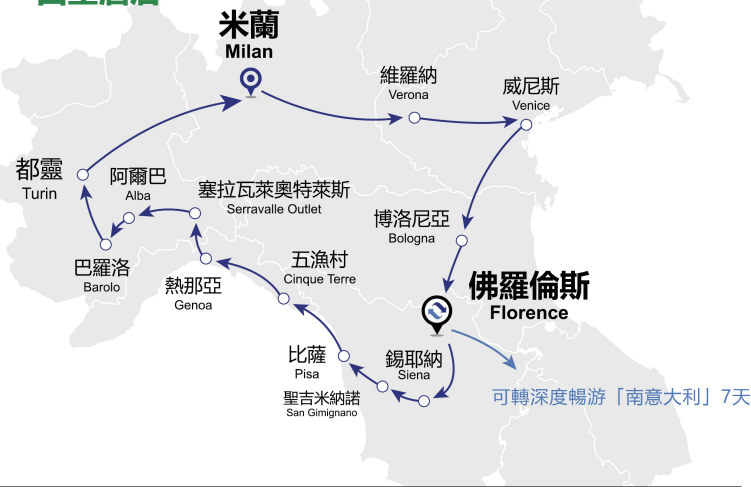 米蘭
Milan
維羅納
Verona
威尼斯
Venice
都靈
Turin
阿爾巴
Alba
塞拉瓦萊奧特萊斯
Serravalle Outlet
博洛尼亞
Bologna
巴羅洛
Barolo
熱那亞
Genoa
五漁村
Cinque Terre
佛羅倫斯
Florence
比薩
Pisa
錫耶納
Siena
聖吉米納諾
San Gimignano
可轉深度暢游「南意大利」7天